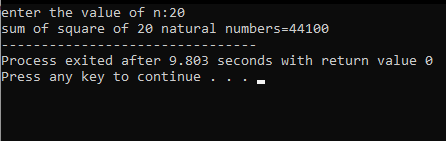 enter the value of n:20
sum of square of 20 natural numbers=44100
--------------------------------
Process exited after 9.803 seconds with return value 0
Press any key to continue . . .